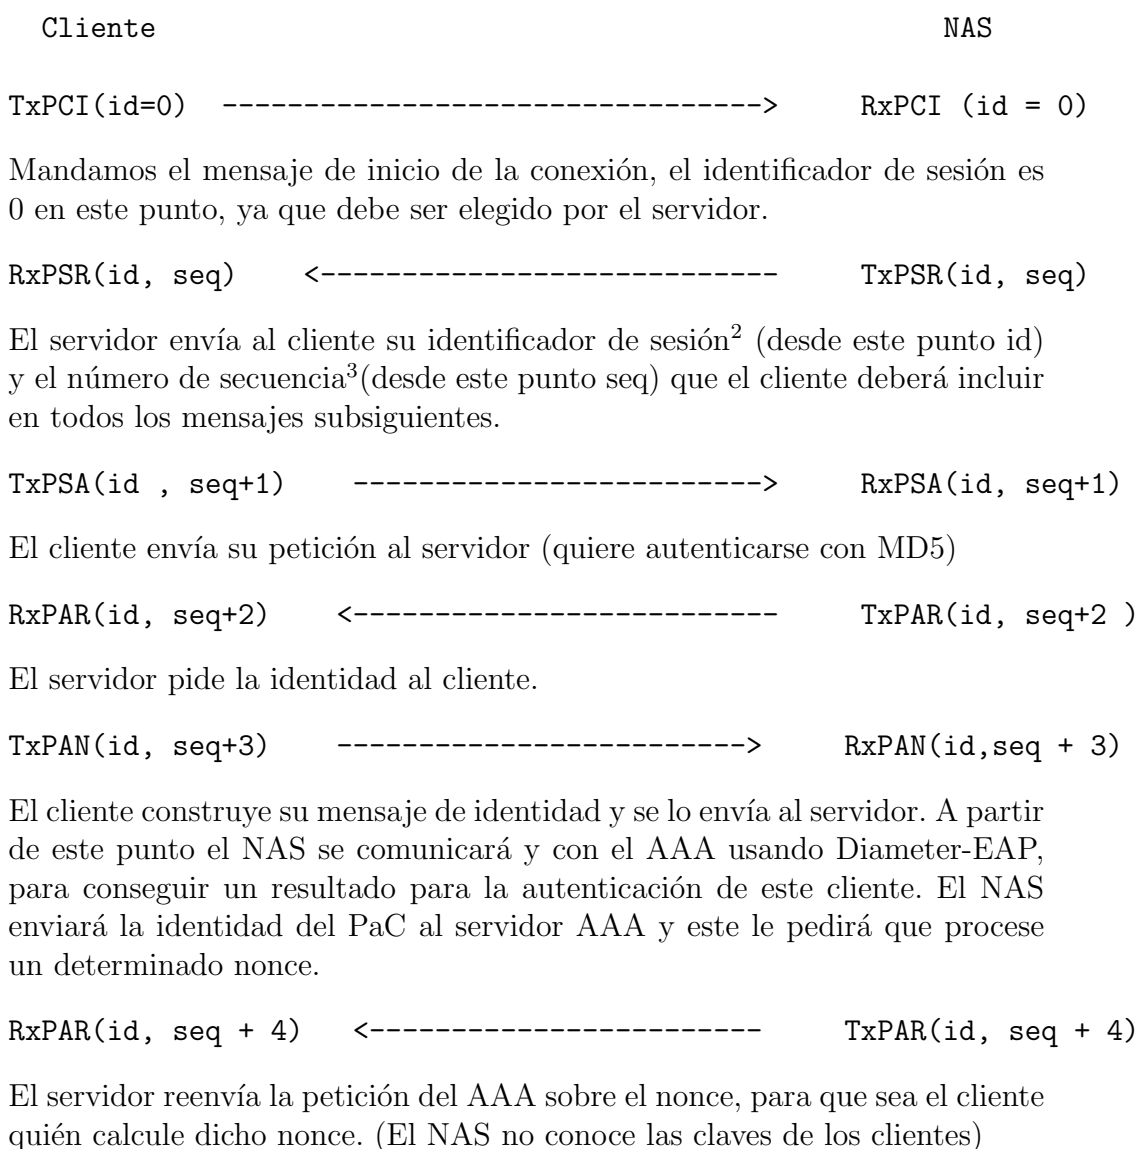 Cliente NAS
TxPCI(id=0) ---------------------------------> RxPCI (id = 0)
Mandamos el mensaje de inicio de la conexión, el identificador de sesión es
0 en este punto, ya que debe ser elegido por el servidor.
RxPSR(id, seq) <---------------------------- TxPSR(id, seq)
El servidor envía al cliente su identificador de sesión² (desde este punto id)
y el número de secuencia³(desde este punto seq) que el cliente deberá incluir
en todos los mensajes subsiguientes.
TxPSA(id , seq+1) -------------------------> RxPSA(id, seq+1)
El cliente envía su petición al servidor (quiere autenticarse con MD5)
RxPAR(id, seq+2) <-------------------------- TxPAR(id, seq+2 )
El servidor pide la identidad al cliente.
TxPAN(id, seq+3) -------------------------> RxPAN(id,seq + 3)
El cliente construye su mensaje de identidad y se lo envía al servidor. A partir
de este punto el NAS se comunicará y con el AAA usando Diameter-EAP,
para conseguir un resultado para la autenticación de este cliente. El NAS
enviará la identidad del PaC al servidor AAA y este le pedirá que procese
un determinado nonce.
RxPAR(id, seq + 4) <------------------------ TxPAR(id, seq + 4)
El servidor reenvía la petición del AAA sobre el nonce, para que sea el cliente
quién calcule dicho nonce. (El NAS no conoce las claves de los clientes)